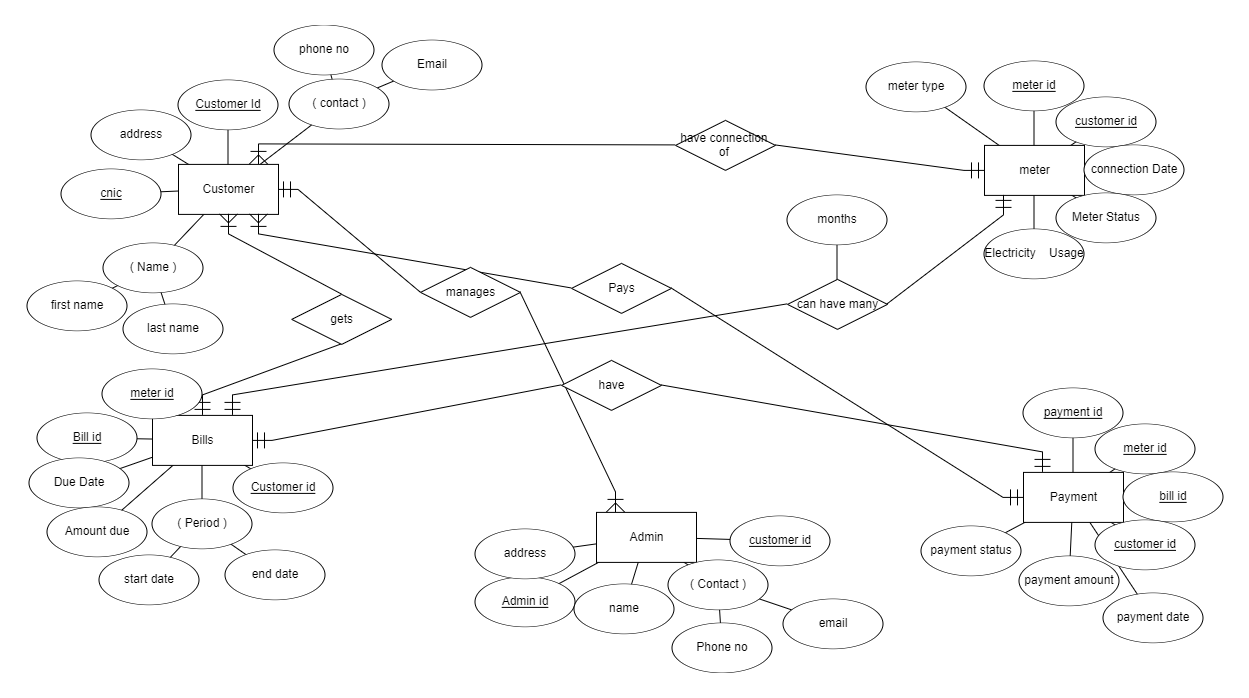 phone no
Email
meter type
meter id
( contact )
Customer Id
customer id
address
have connection
of
connection Date
meter
Customer
cnic
Meter Status
months
Electricity    Usage
( Name )
Pays
manages
first name
can have many
gets
last name
have
meter id
payment id
Bill id
Bills
meter id
Due Date
Customer id
Payment
bill id
( Period )
Amount due
Admin
customer id
customer id
payment status
address
end date
start date
( Contact )
payment amount
Admin id
name
payment date
email
Phone no